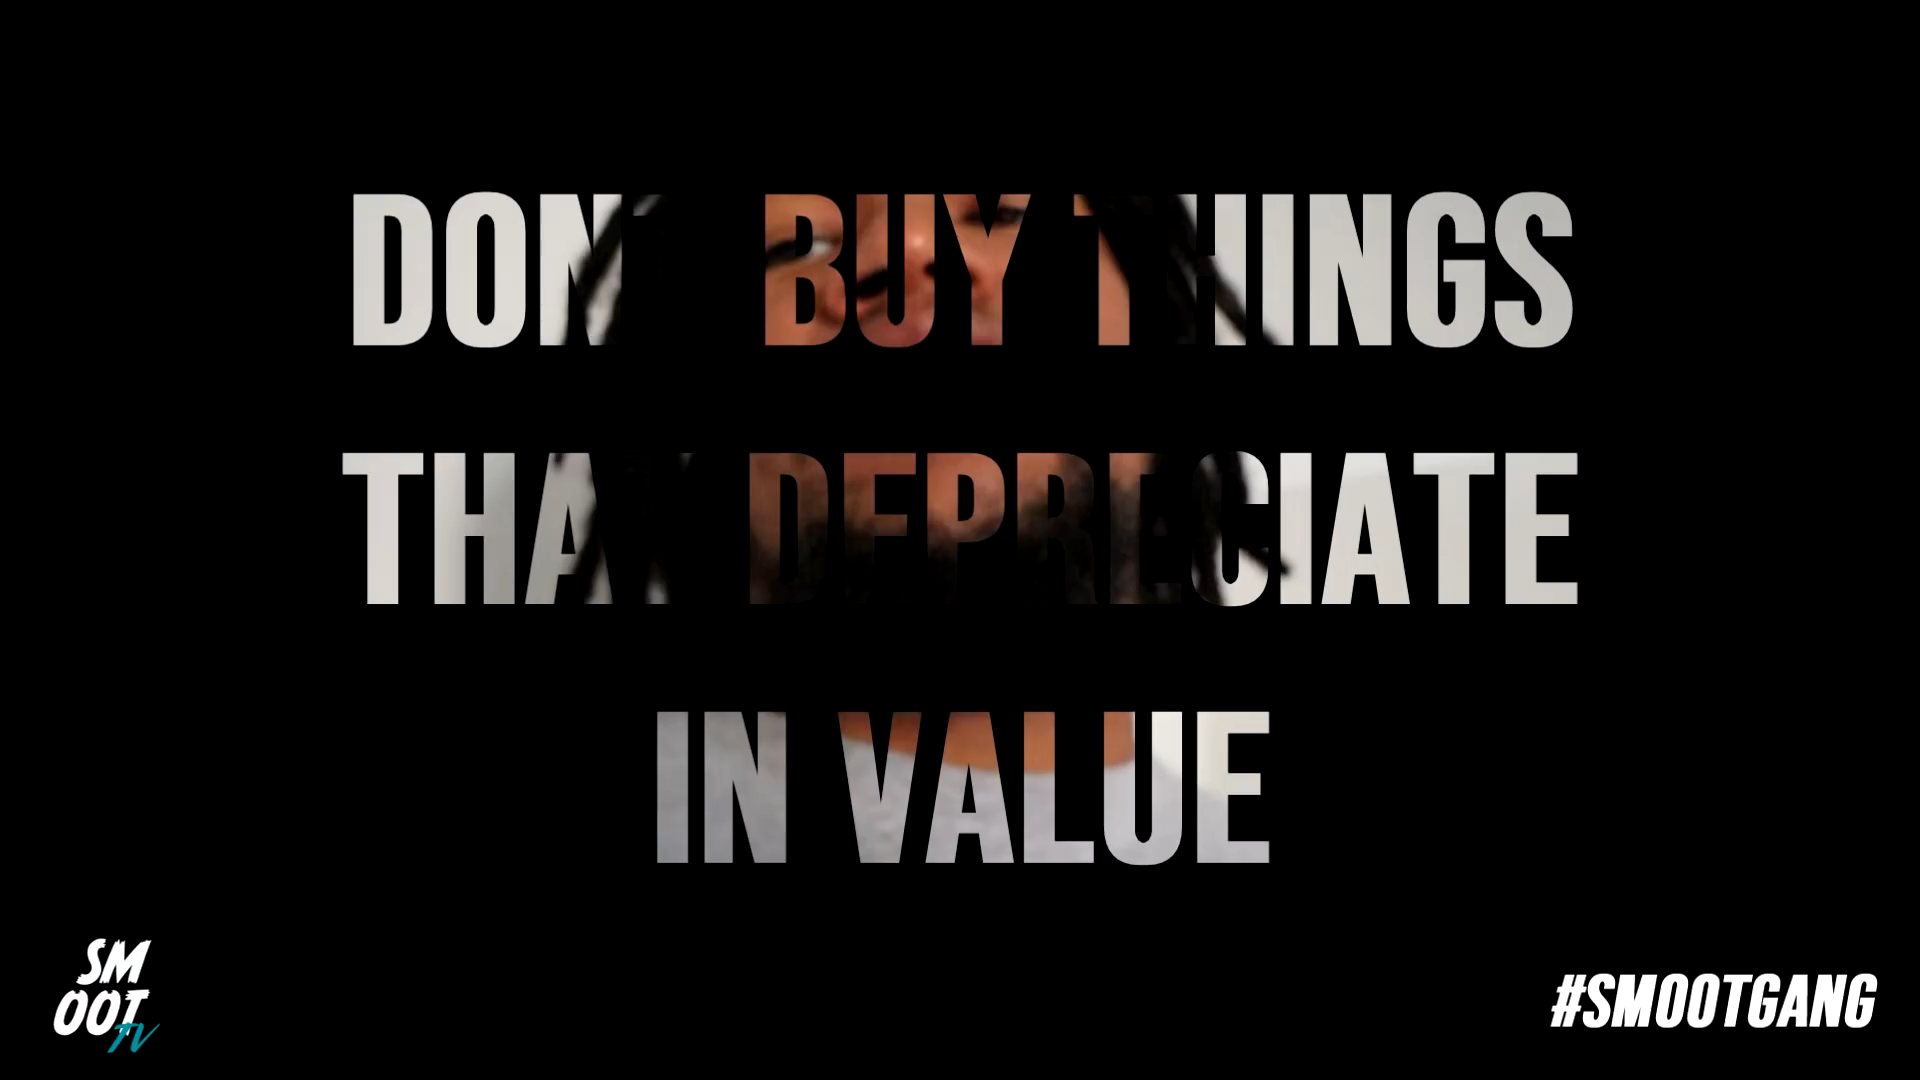 DONT BUY THINGS
THAT DEPRECIATE
IN VALUE
SM
OOT
TV
#SMOOTGANG